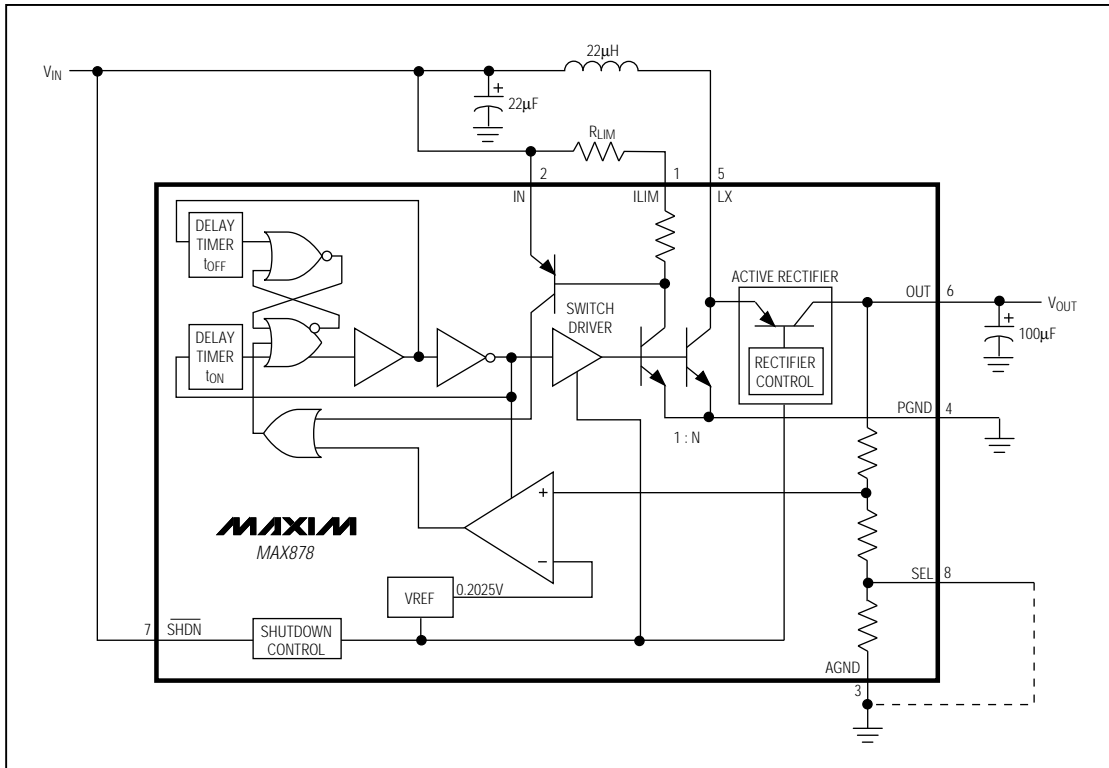 22µH
VIN
+
22µF
RLIM
2
1
5
IN
ILIM
LX
DELAY
TIMER
tOFF
ACTIVE RECTIFIER
OUT
6
SWITCH
DRIVER
VOUT
+
100µF
DELAY
TIMER
tON
RECTIFIER
CONTROL
PGND
4
1 : N
+
MAXIM
MAX878
−
SEL
8
VREF
0.2025V
7
SHDN
SHUTDOWN
CONTROL
AGND
3